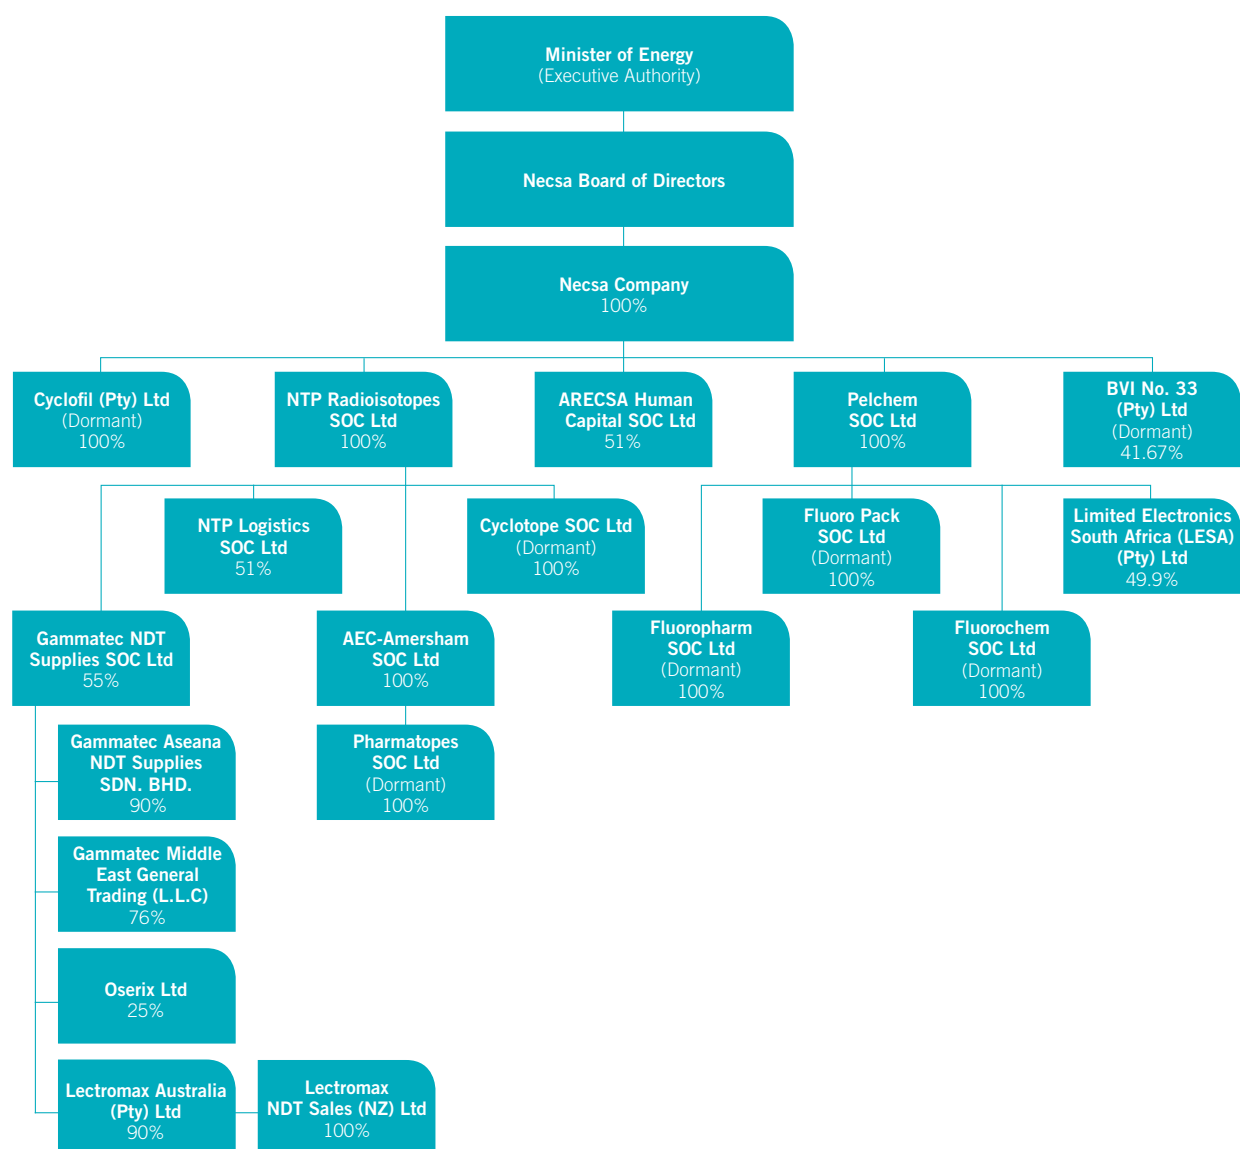 Minister of Energy
(Executive Authority)
Necsa Board of Directors
Necsa Company
100%
Cyclofil (Pty) Ltd
(Dormant)
100%
NTP Radioisotopes
SOC Ltd
100%
ARECSA Human
Capital SOC Ltd
51%
Pelchem
SOC Ltd
100%
BVI No. 33
(Pty) Ltd
(Dormant)
41.67%
NTP Logistics
SOC Ltd
51%
Cyclotope SOC Ltd
(Dormant)
100%
Fluoro Pack
SOC Ltd
(Dormant)
100%
Limited Electronics
South Africa (LESA)
(Pty) Ltd
49.9%
Gammatec NDT
Supplies SOC Ltd
55%
AEC-Amersham
SOC Ltd
100%
Fluoropharm
SOC Ltd
(Dormant)
100%
Fluorochem
SOC Ltd
(Dormant)
100%
Gammatec Aseana
NDT Supplies
SDN. BHD.
90%
Pharmatopes
SOC Ltd
(Dormant)
100%
Gammatec Middle
East General
Trading (L.L.C)
76%
Oserix Ltd
25%
Lectromax Australia
(Pty) Ltd
90%
Lectromax
NDT Sales (NZ) Ltd
100%